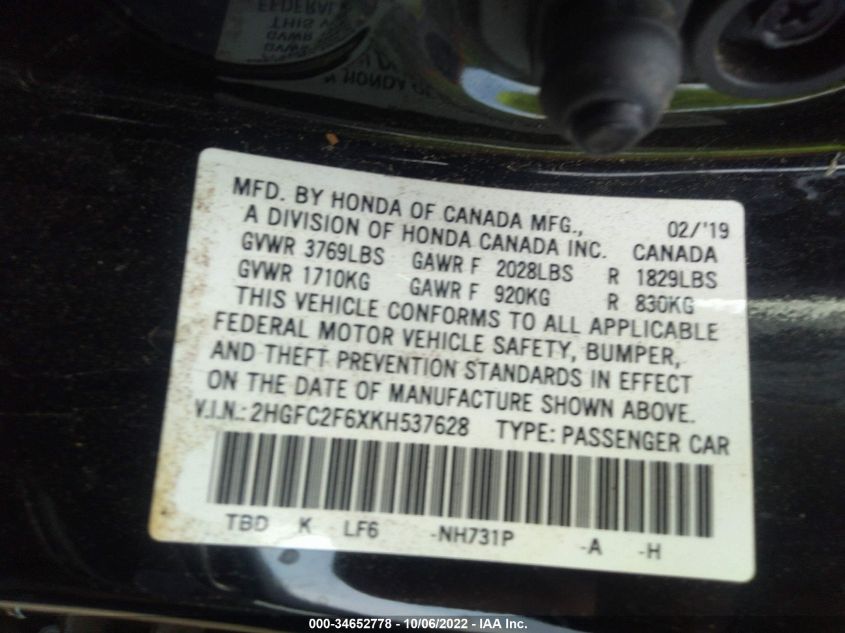 MFD. BY HONDA OF CANADA MFG., 02/'19
A DIVISION OF HONDA CANADA INC. CANADA
GVWR 3769LBS GAWR F 2028LBS R 1829LBS
GVWR 1710KG GAWR F 920KG R 830KG
THIS VEHICLE CONFORMS TO ALL APPLICABLE
FEDERAL MOTOR VEHICLE SAFETY, BUMPER,
AND THEFT PREVENTION STANDARDS IN EFFECT
ON THE DATE OF MANUFACTURE SHOWN ABOVE.
V.I.N.: 2HGFC2F6XKH537628 TYPE: PASSENGER CAR
TBD K LF6 -NH731P -A -H
000-34652778 - 10/06/2022 - IAA Inc.